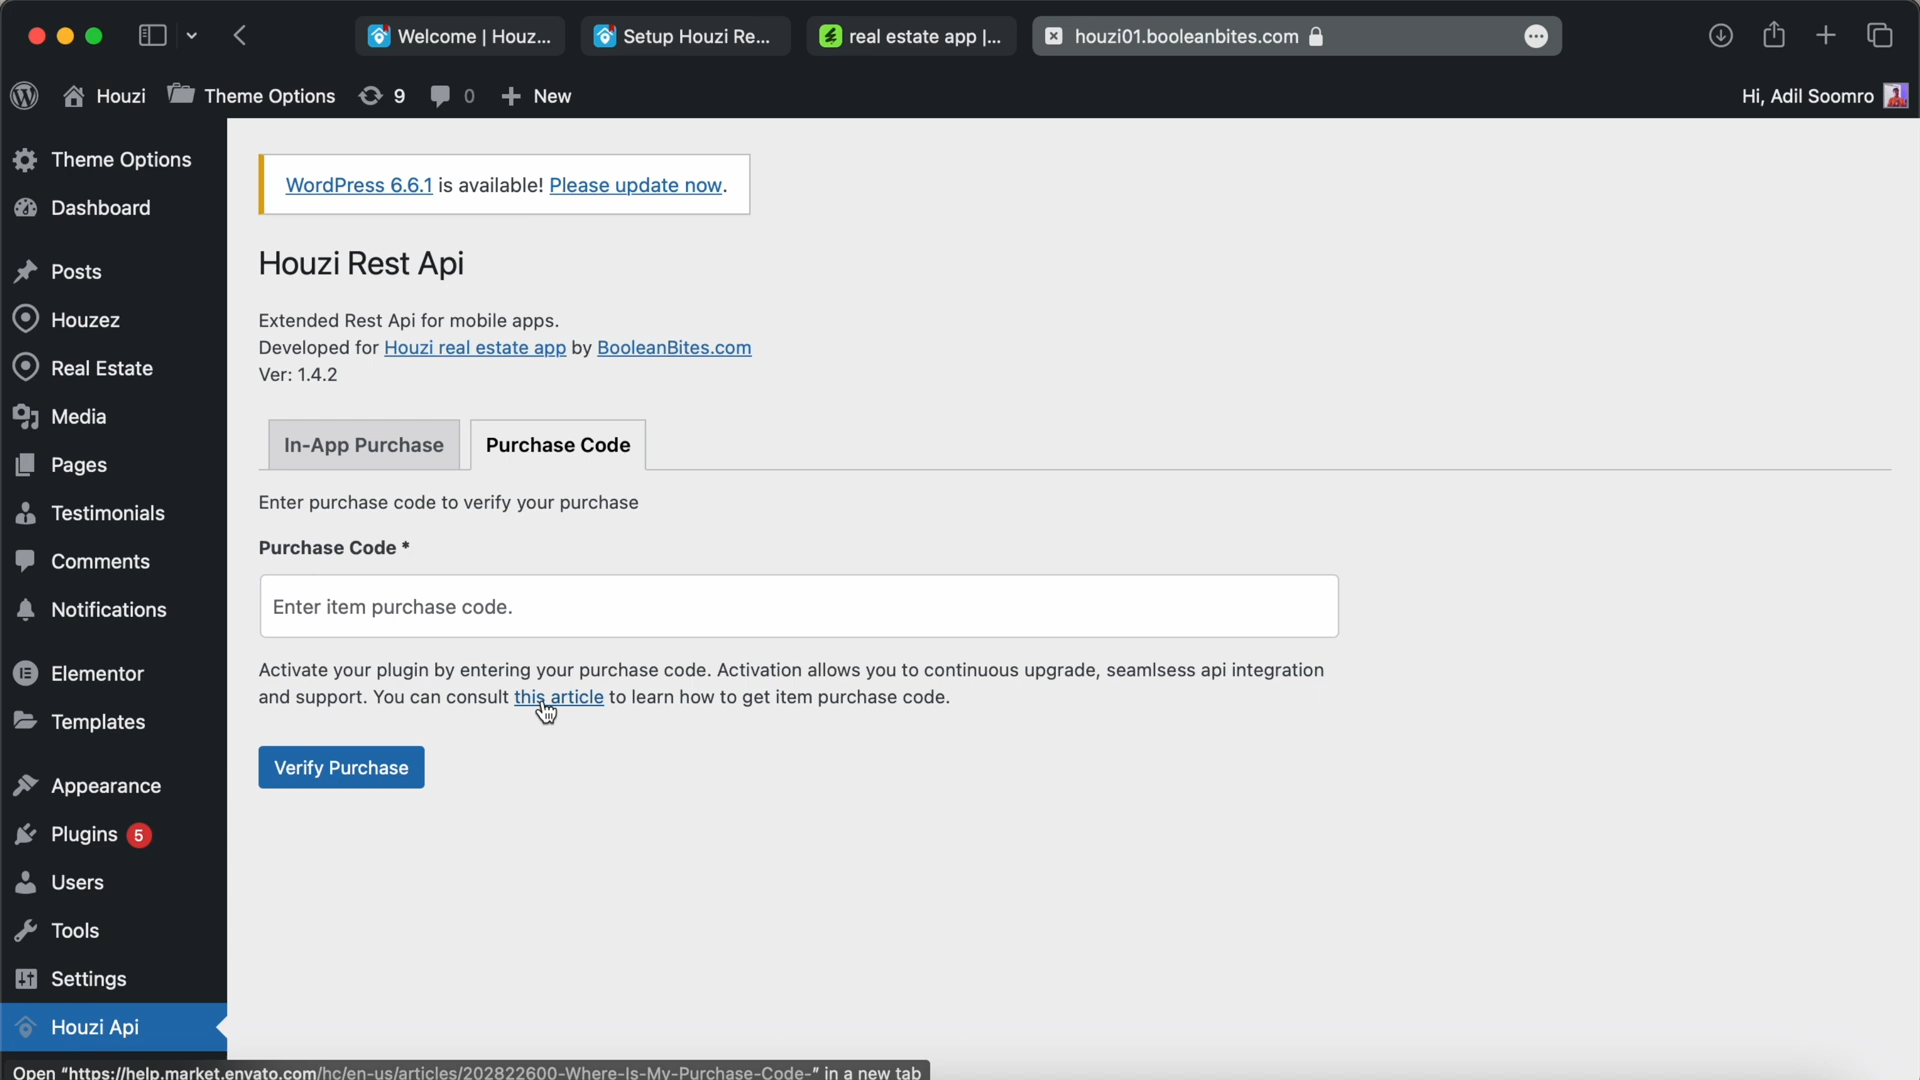 Welcome | Houz...
Setup Houzi Re...
real estate app |...
houzi01.booleanbites.com
Houzi
Theme Options
9
0
New
Hi, Adil Soomro
Theme Options
Dashboard
Posts
Houzez
Real Estate
Media
Pages
Testimonials
Comments
Notifications
Elementor
Templates
Appearance
Plugins 5
Users
Tools
Settings
Houzi Api
WordPress 6.6.1 is available! Please update now.
Houzi Rest Api
Extended Rest Api for mobile apps.
Developed for Houzi real estate app by BooleanBites.com
Ver: 1.4.2
In-App Purchase
Purchase Code
Enter purchase code to verify your purchase
Purchase Code *
Enter item purchase code.
Activate your plugin by entering your purchase code. Activation allows you to continuous upgrade, seamlsess api integration
and support. You can consult this article to learn how to get item purchase code.
Verify Purchase
Open "https://help.market.envato.com/hc/en-us/articles/202822600-Where-Is-My-Purchase-Code-" in a new tab